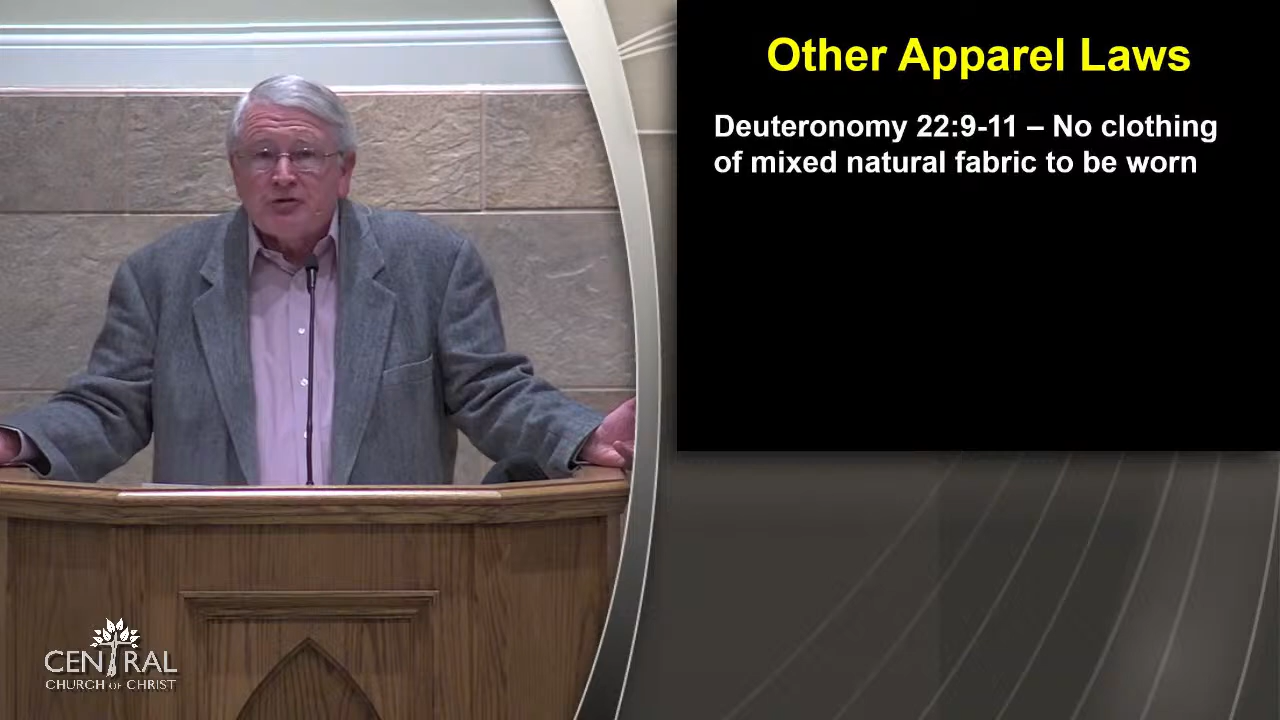 Other Apparel Laws
Deuteronomy 22:9-11 – No clothing
of mixed natural fabric to be worn
CENTRAL
CHURCH OF CHRIST